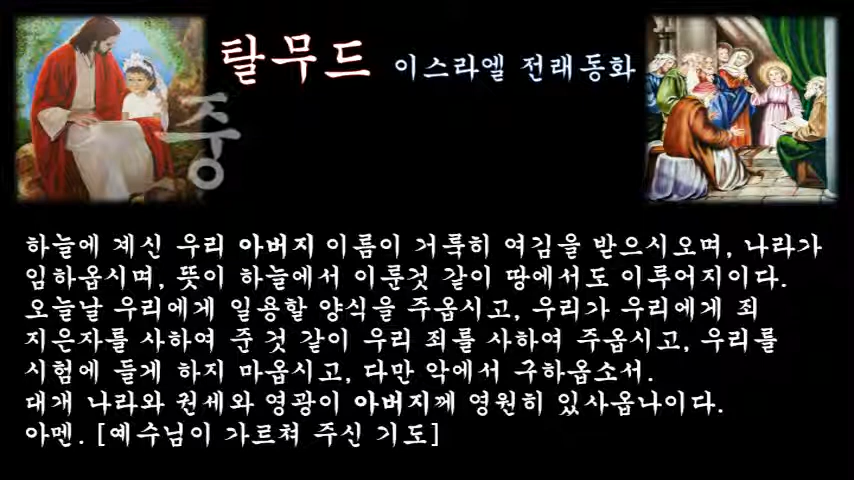 탈무드 이스라엘 전래동화
중
하늘에 계신 우리 아버지 이름이 거룩히 여김을 받으시오며, 나라가
임하옵시며, 뜻이 하늘에서 이룬것 같이 땅에서도 이루어지이다.
오늘날 우리에게 일용할 양식을 주옵시고, 우리가 우리에게 죄
지은자를 사하여 준 것 같이 우리 죄를 사하여 주옵시고, 우리를
시험에 들게 하지 마옵시고, 다만 악에서 구하옵소서.
대개 나라와 원세와 영광이 아버지께 영원히 있사옵나이다.
아멘. [예수님이 가르쳐 주신 기도]